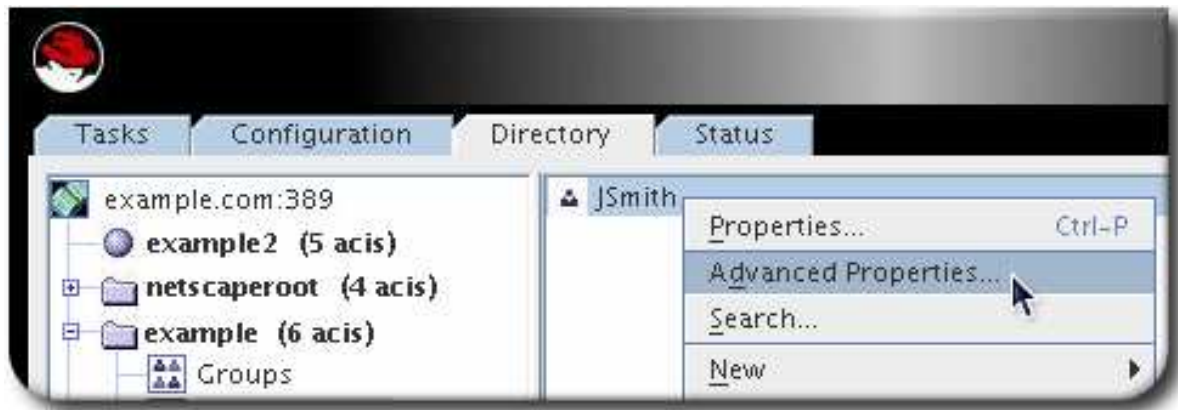 Tasks Configuration Directory Status
example.com:389
example2 (5 acis)
netscaperoot (4 acis)
example (6 acis)
Groups
JSmith
Properties... Ctrl-P
Advanced Properties...
Search...
New